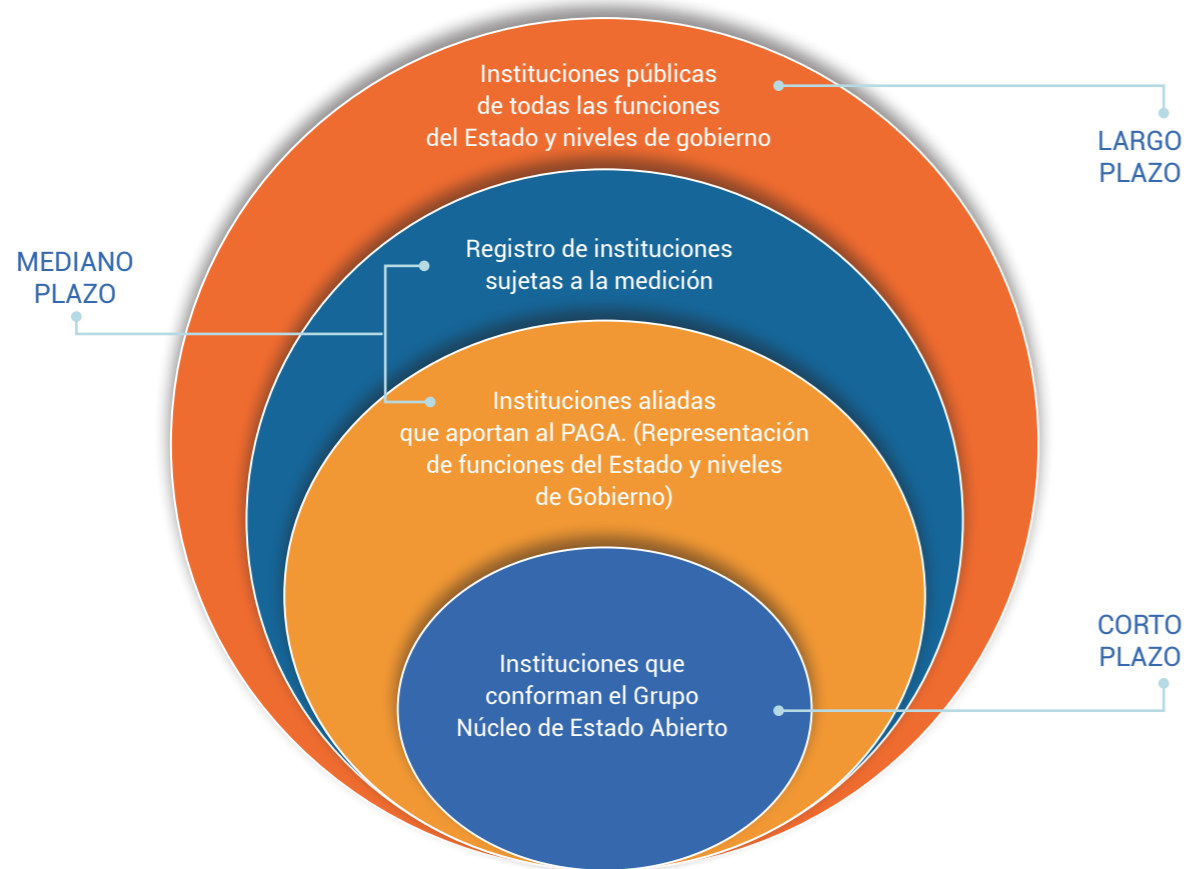 Instituciones públicas
de todas las funciones
del Estado y niveles de gobierno
LARGO
PLAZO
Registro de instituciones
sujetas a la medición
MEDIANO
PLAZO
Instituciones aliadas
que aportan al PAGA. (Representación
de funciones del Estado y niveles
de Gobierno)
CORTO
PLAZO
Instituciones que
conforman el Grupo
Núcleo de Estado Abierto